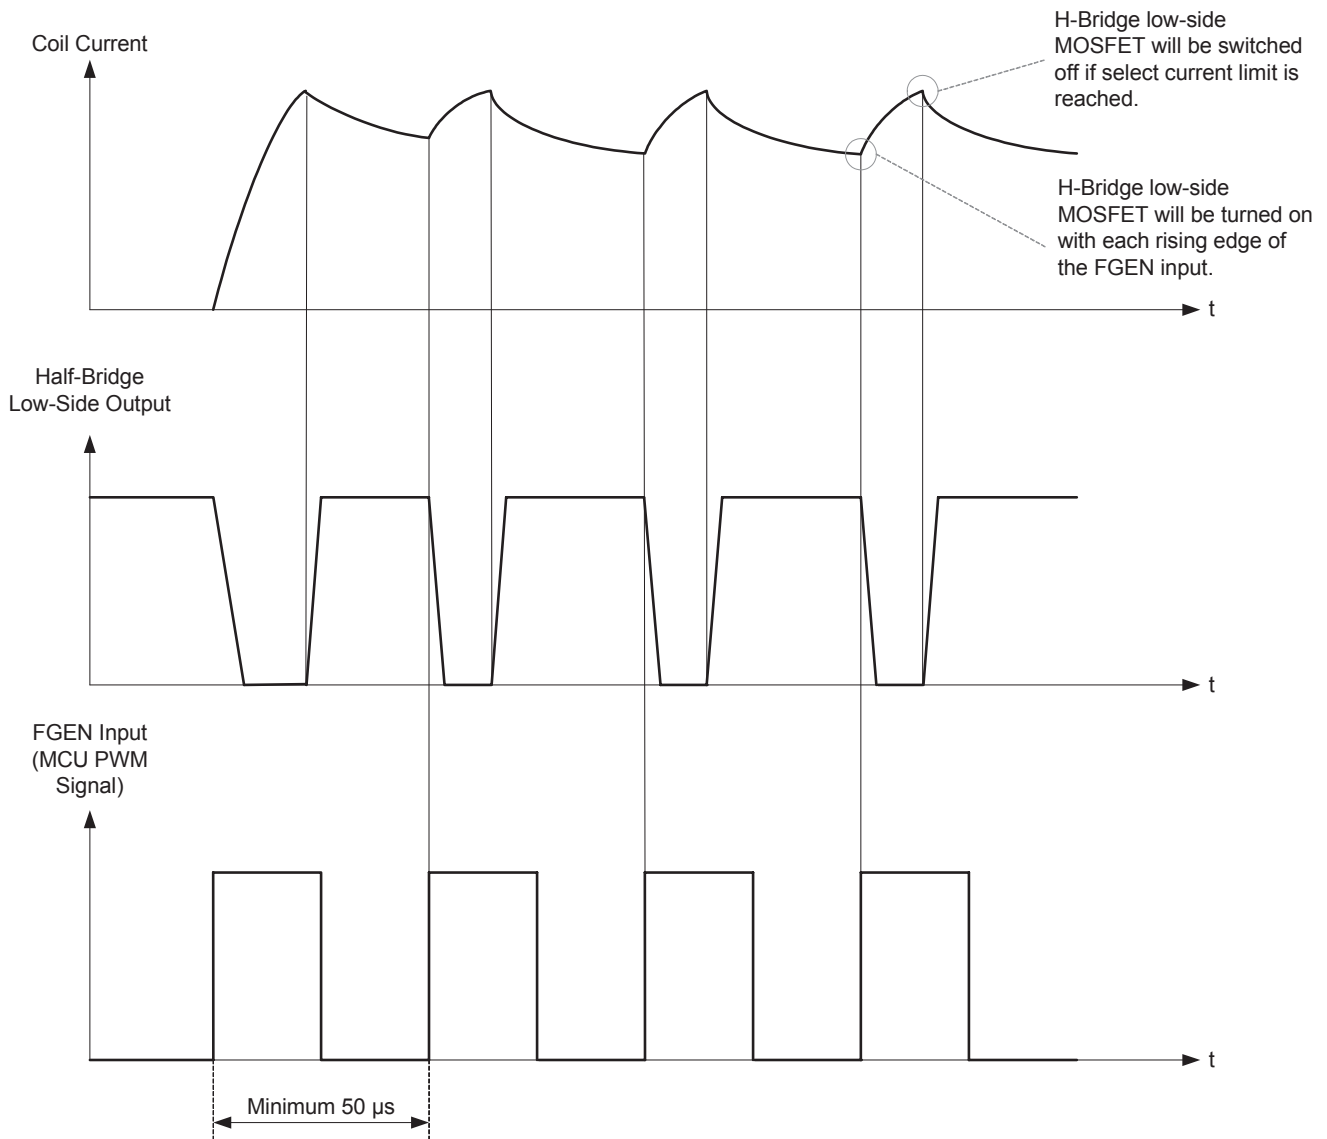 Coil Current
H-Bridge low-side
MOSFET will be switched
off if select current limit is
reached.
H-Bridge low-side
MOSFET will be turned on
with each rising edge of
the FGEN input.
t
Half-Bridge
Low-Side Output
t
FGEN Input
(MCU PWM
Signal)
t
Minimum 50 µs